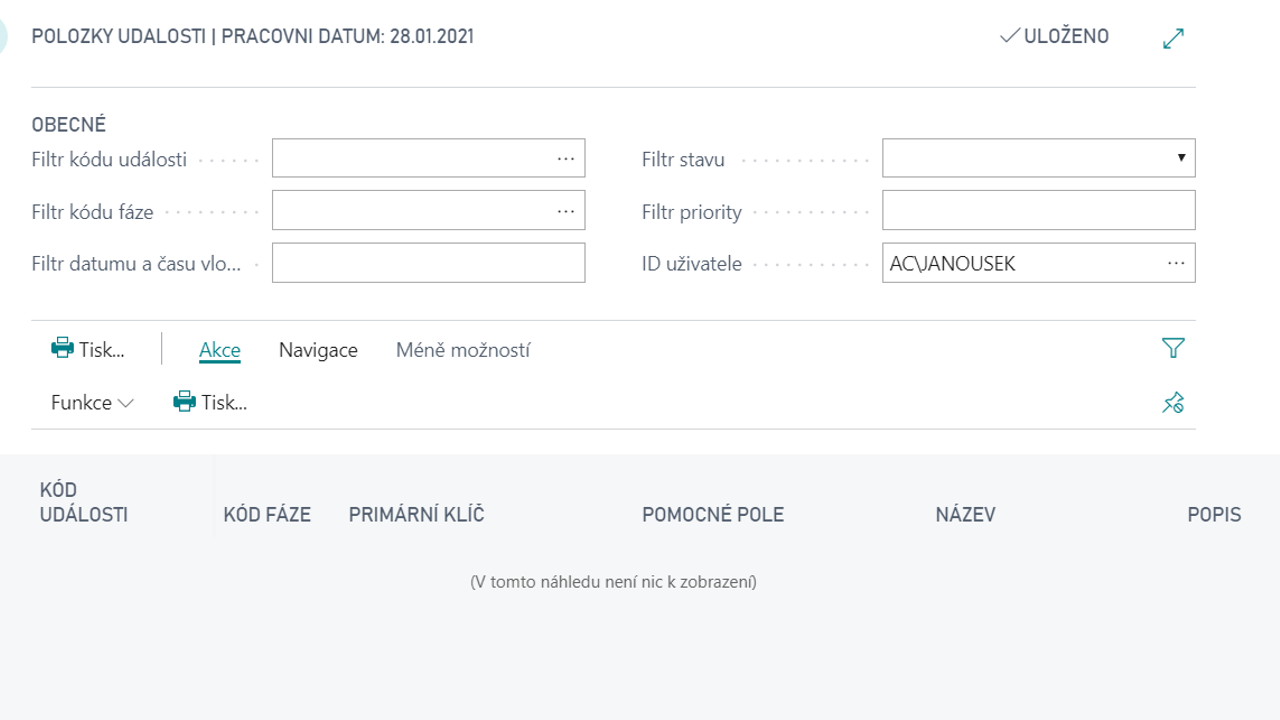 POLOZKY UDALOSTI | PRACOVNI DATUM: 28.01.2021
ULOŽENO
OBECNÉ
Filtr kódu události
Filtr stavu
Filtr kódu fáze
Filtr priority
Filtr datumu a času vlo...
ID uživatele AC\JANOUSEK
Tisk... Akce Navigace Méně možností
Funkce Tisk...
KÓD
UDÁLOSTI KÓD FÁZE PRIMÁRNÍ KLÍČ POMOCNÉ POLE NÁZEV POPIS
(V tomto náhledu není nic k zobrazení)